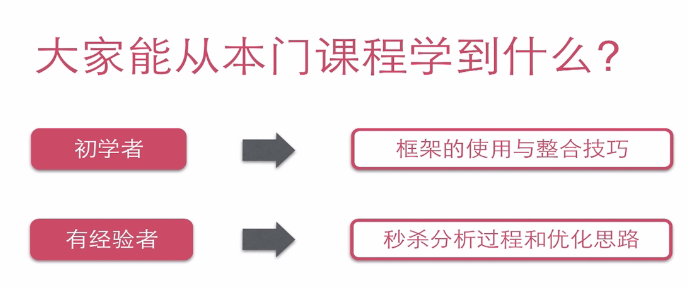 大家能从本门课程学到什么?
初学者
框架的使用与整合技巧
有经验者
秒杀分析过程和优化思路